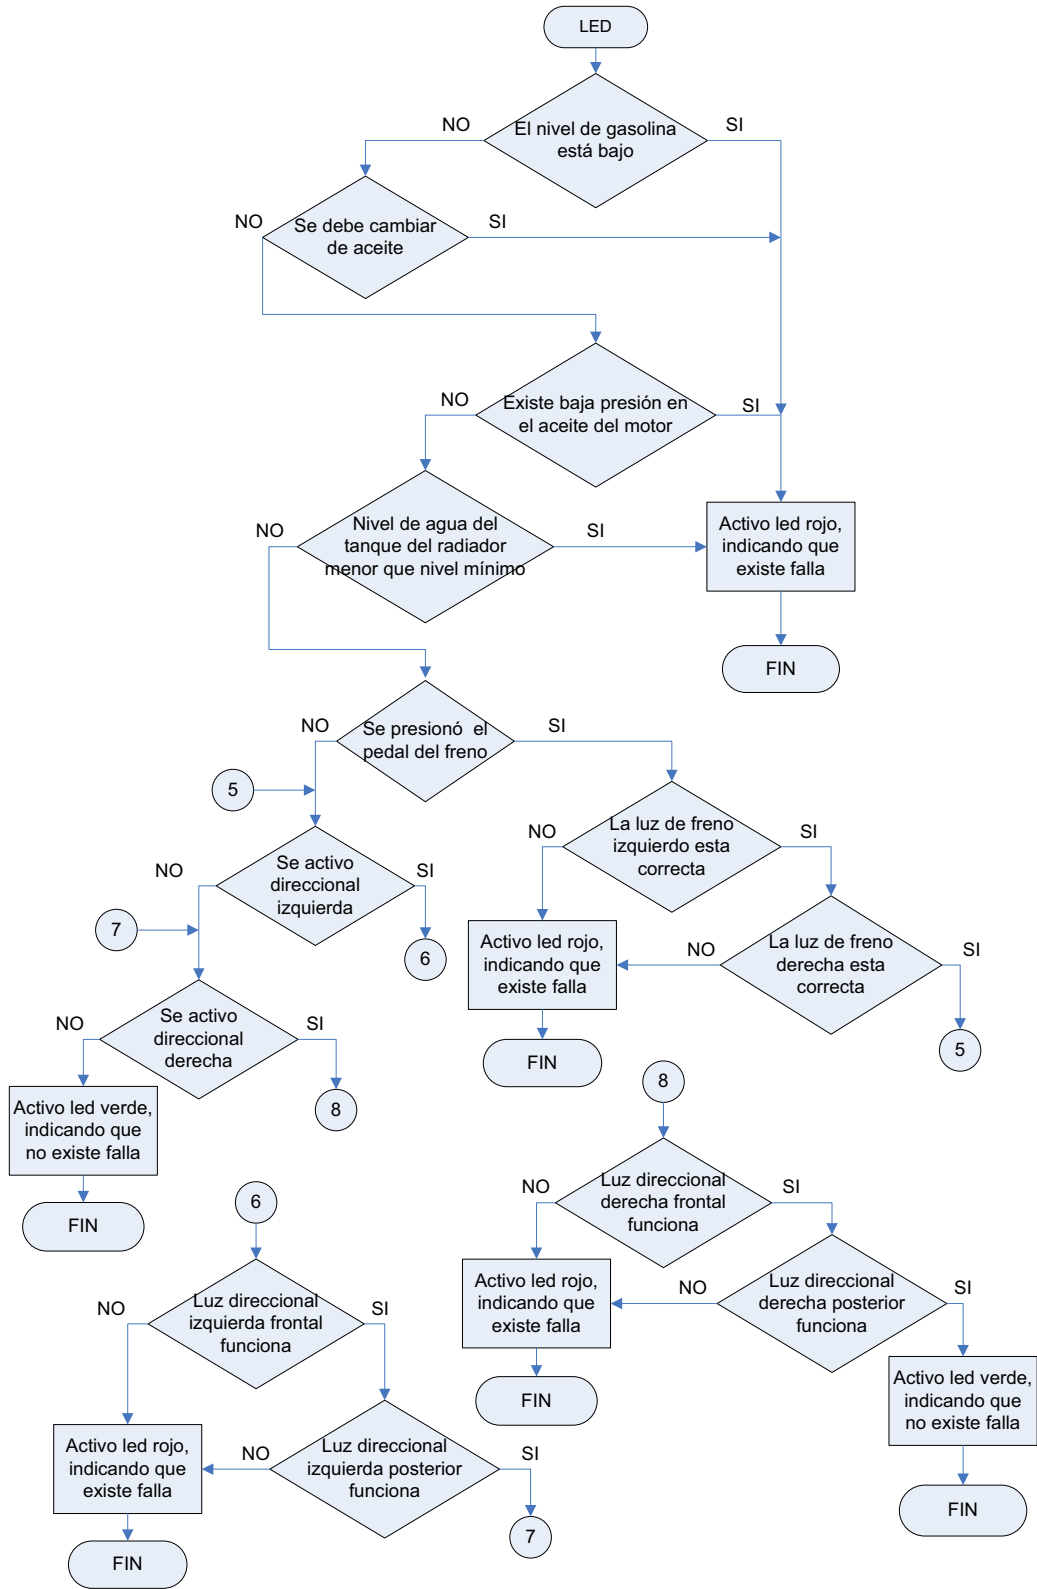 LED
El nivel de gasolina
está bajo
NO
SI
Se debe cambiar
de aceite
NO
SI
Existe baja presión en
el aceite del motor
NO
SI
Nivel de agua del
tanque del radiador
menor que nivel mínimo
NO
SI
Activo led rojo,
indicando que
existe falla
FIN
Se presionó el
pedal del freno
NO
SI
5
La luz de freno
izquierdo esta
correcta
NO
SI
Se activo
direccional
izquierda
NO
SI
7
6
Activo led rojo,
indicando que
existe falla
NO
La luz de freno
derecha esta
correcta
SI
Se activo
direccional
derecha
NO
SI
FIN
5
Activo led verde,
indicando que
no existe falla
8
8
FIN
Luz direccional
derecha frontal
funciona
NO
SI
6
Activo led rojo,
indicando que
existe falla
NO
Luz direccional
derecha posterior
funciona
SI
Luz direccional
izquierda frontal
funciona
NO
SI
FIN
Activo led verde,
indicando que
no existe falla
Activo led rojo,
indicando que
existe falla
NO
Luz direccional
izquierda posterior
funciona
SI
FIN
7
FIN